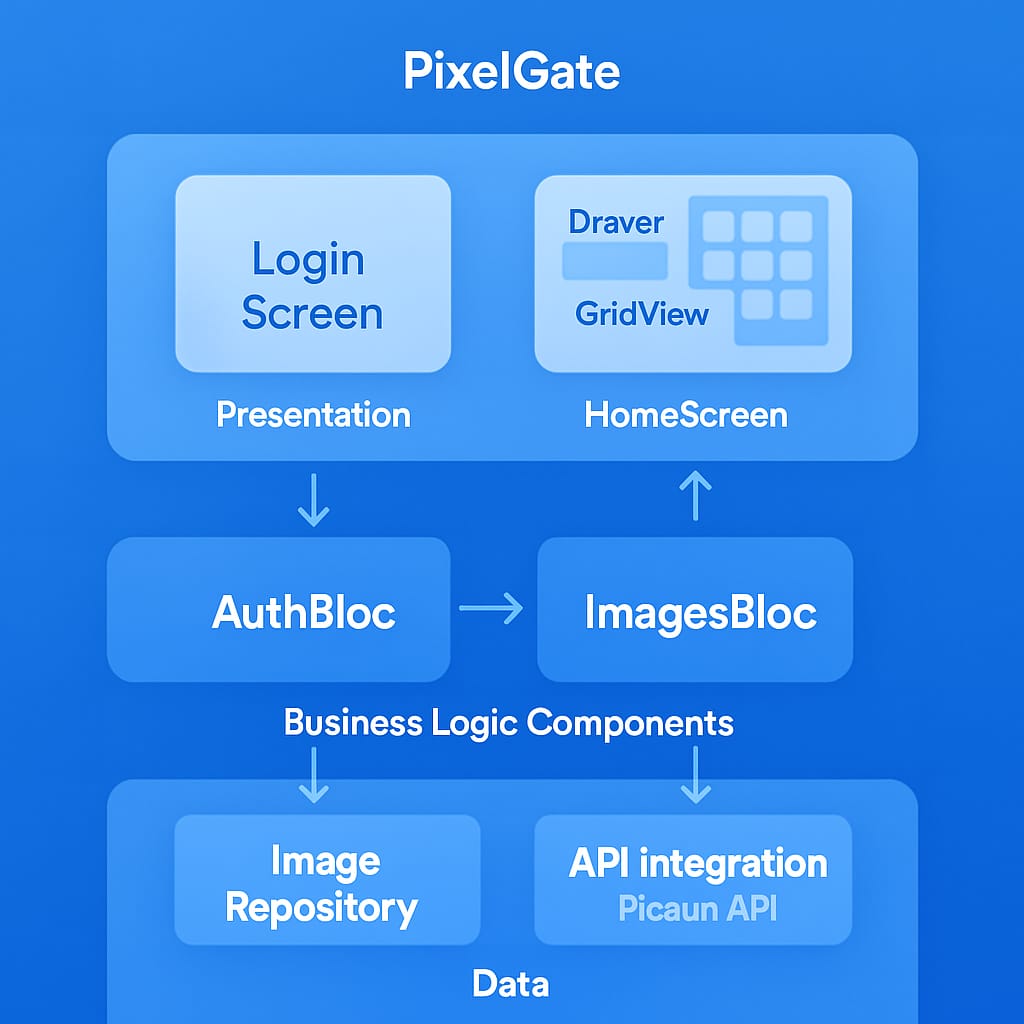 PixelGate
Login
Screen
Draver
GridView
Presentation
HomeScreen
AuthBloc
ImagesBloc
Business Logic Components
Image
Repository
API integration
Picaun API
Data